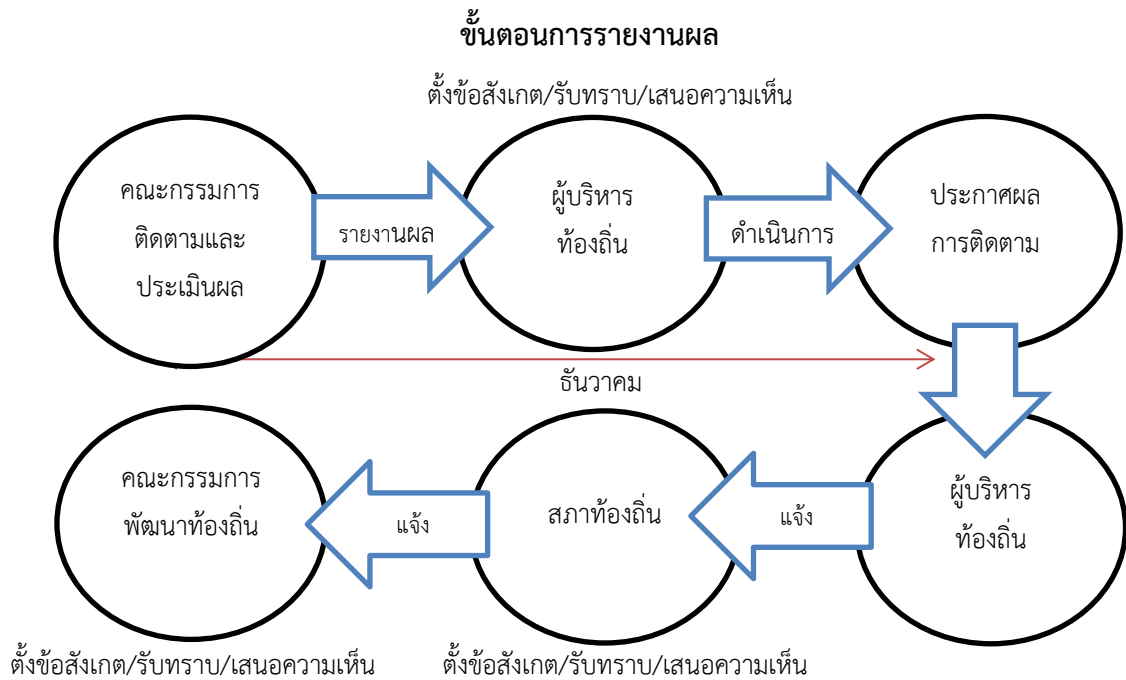 ขั้นตอนการรายงานผล
ตั้งข้อสังเกต/รับทราบ/เสนอความเห็น
คณะกรรมการ
ติดตามและ
ประเมินผล
รายงานผล
ผู้บริหาร
ท้องถิ่น
ดำเนินการ
ประกาศผล
การติดตาม
ธันวาคม
ผู้บริหาร
ท้องถิ่น
แจ้ง
สภาท้องถิ่น
แจ้ง
คณะกรรมการ
พัฒนาท้องถิ่น
ตั้งข้อสังเกต/รับทราบ/เสนอความเห็น
ตั้งข้อสังเกต/รับทราบ/เสนอความเห็น